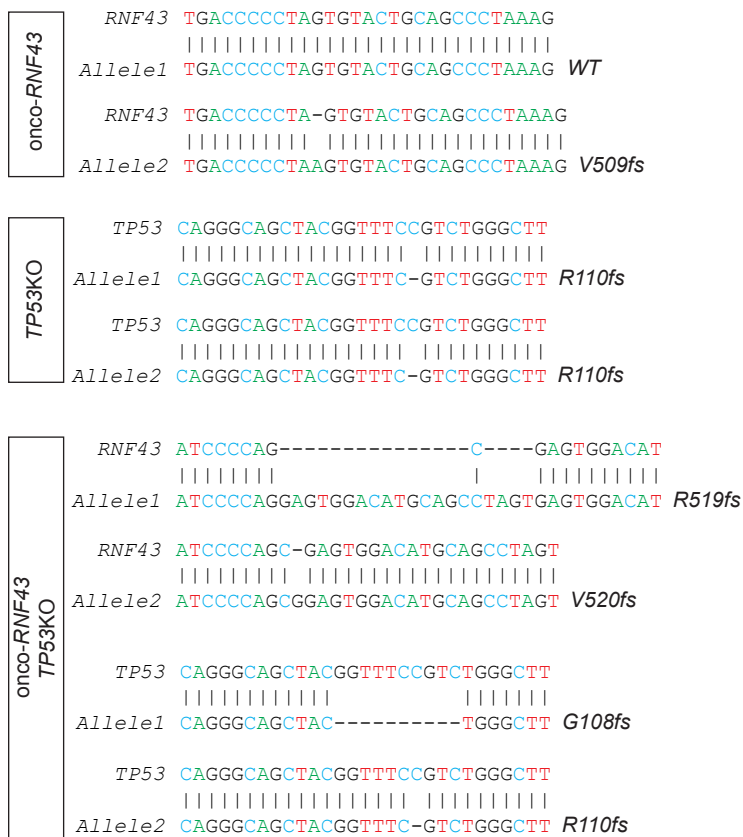 onco-RNF43
RNF43 TGACCCCCTAGTGTACTGCAGCCCTAAAG
Allele1 TGACCCCCTAGTGTACTGCAGCCCTAAAG WT
RNF43 TGACCCCCTA-GTGTACTGCAGCCCTAAAG
Allele2 TGACCCCCTAAGTGTACTGCAGCCCTAAAG V509fs
TP53KO
TP53 CAGGGCAGCTACGGTTTCCGTCTGGGCTT
Allele1 CAGGGCAGCTACGGTTTC-GTCTGGGCTT R110fs
TP53 CAGGGCAGCTACGGTTTCCGTCTGGGCTT
Allele2 CAGGGCAGCTACGGTTTC-GTCTGGGCTT R110fs
onco-RNF43
TP53KO
RNF43 ATCCCCAG---------------C----GAGTGGACAT
Allele1 ATCCCCAGGAGTGGACATGCAGCCTAGTGAGTGGACAT R519fs
RNF43 ATCCCCAGC-GAGTGGACATGCAGCCTAGT
Allele2 ATCCCCAGCGGAGTGGACATGCAGCCTAGT V520fs
TP53 CAGGGCAGCTACGGTTTCCGTCTGGGCTT
Allele1 CAGGGCAGCTAC----------TGGGCTT G108fs
TP53 CAGGGCAGCTACGGTTTCCGTCTGGGCTT
Allele2 CAGGGCAGCTACGGTTTC-GTCTGGGCTT R110fs